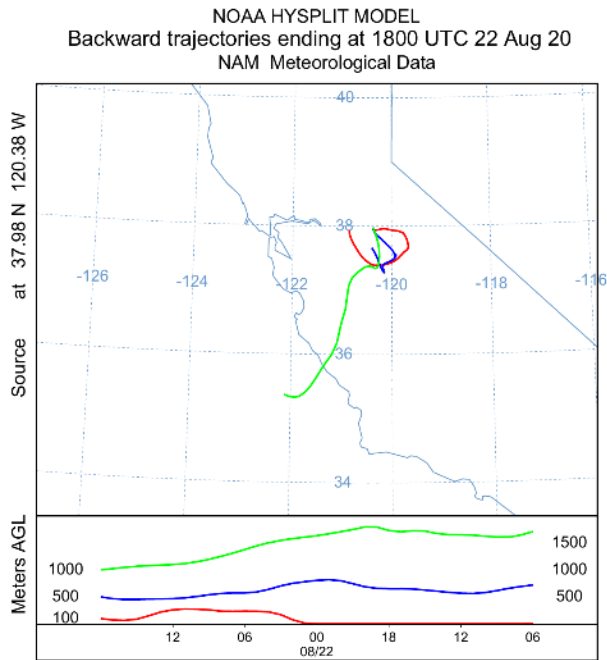 NOAA HYSPLIT MODEL
Backward trajectories ending at 1800 UTC 22 Aug 20
NAM Meteorological Data
Source at 37.98 N 120.38 W
40
38
-126
-124
-122
-120
-118
-116
36
34
Meters AGL
1500
1000
1000
500
500
100
12 06 00 18 12 06
08/22